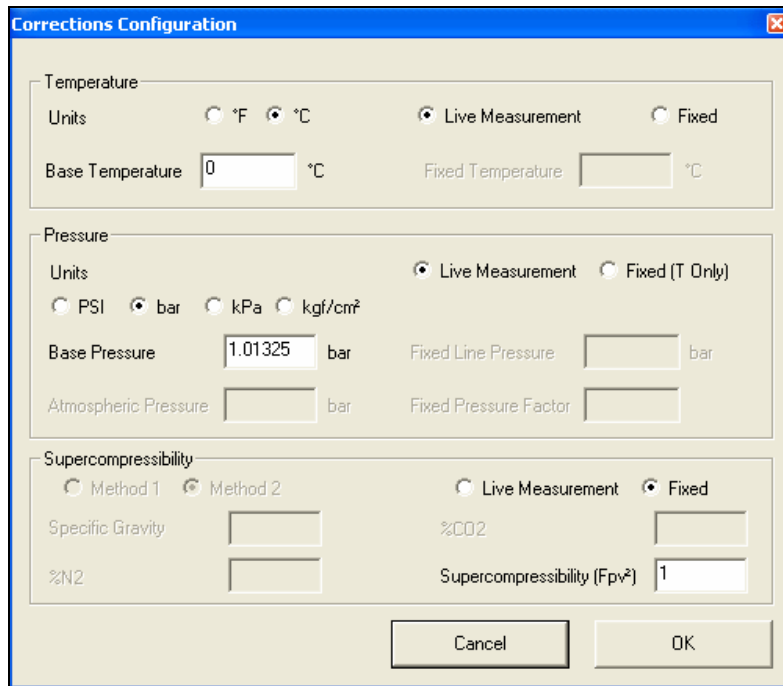 Corrections Configuration
Temperature
Units °F °C Live Measurement Fixed
Base Temperature 0 °C Fixed Temperature °C
Pressure
Units Live Measurement Fixed (T Only)
PSI bar kPa kgf/cm²
Base Pressure 1.01325 bar Fixed Line Pressure bar
Atmospheric Pressure bar Fixed Pressure Factor
Supercompressibility
Method 1 Method 2 Live Measurement Fixed
Specific Gravity %CO2
%N2 Supercompressibility (Fpv²) 1
Cancel OK